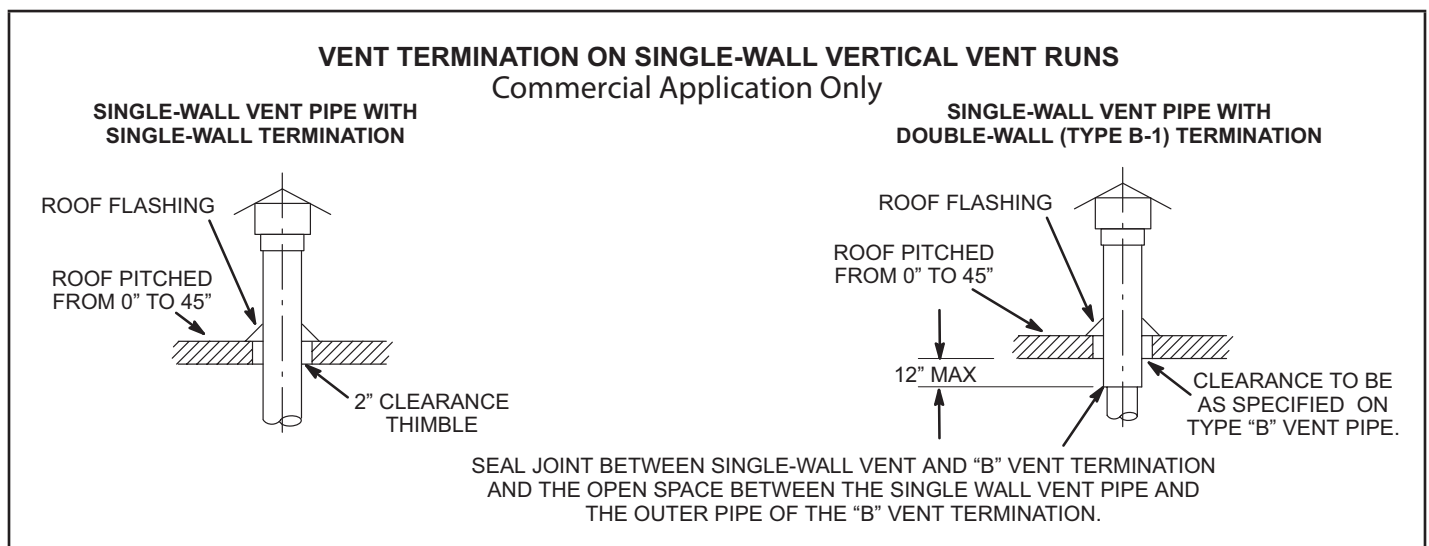 VENT TERMINATION ON SINGLE-WALL VERTICAL VENT RUNS
Commercial Application Only
SINGLE-WALL VENT PIPE WITH
SINGLE-WALL TERMINATION
ROOF FLASHING
ROOF PITCHED
FROM 0” TO 45”
2” CLEARANCE
THIMBLE
SINGLE-WALL VENT PIPE WITH
DOUBLE-WALL (TYPE B-1) TERMINATION
ROOF FLASHING
ROOF PITCHED
FROM 0” TO 45”
12” MAX
CLEARANCE TO BE
AS SPECIFIED ON
TYPE “B” VENT PIPE.
SEAL JOINT BETWEEN SINGLE-WALL VENT AND “B” VENT TERMINATION
AND THE OPEN SPACE BETWEEN THE SINGLE WALL VENT PIPE AND
THE OUTER PIPE OF THE “B” VENT TERMINATION.